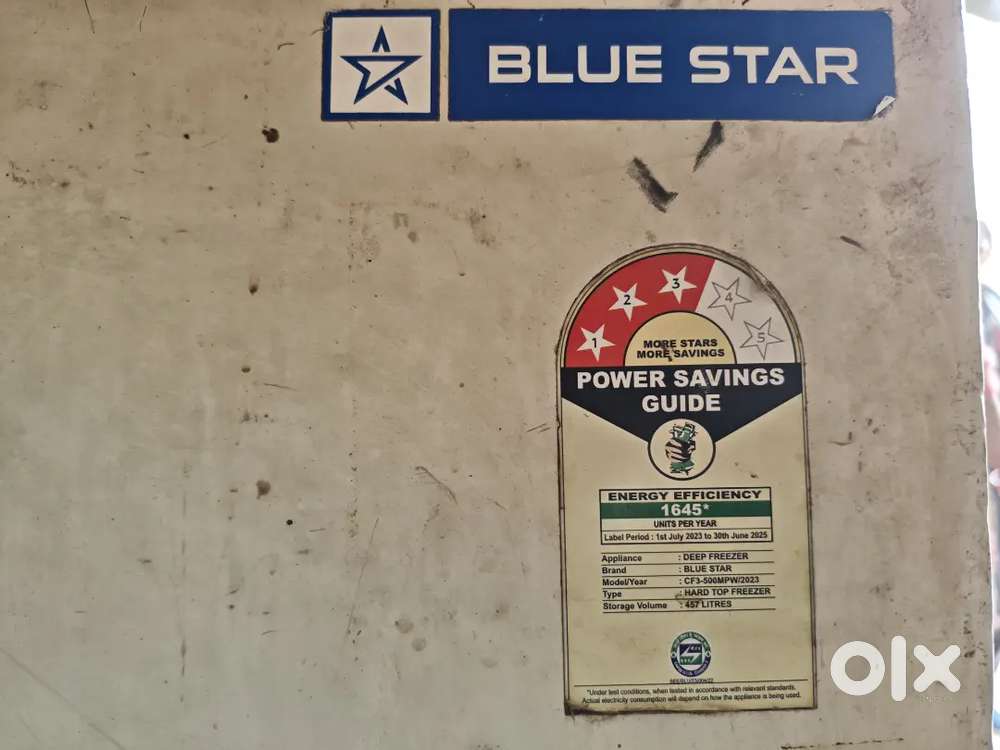 BLUE STAR
1 2 3 4 5
MORE STARS
MORE SAVINGS
POWER SAVINGS
GUIDE
ENERGY EFFICIENCY
1645*
UNITS PER YEAR
Label Period : 1st July 2023 to 30th June 2025
Appliance : DEEP FREEZER
Brand : BLUE STAR
Model/Year : CF3-500MPW/2023
Type : HARD TOP FREEZER
Storage Volume : 457 LITRES
*Under test conditions, when tested in accordance with relevant standards.
Actual electricity consumption will depend on how the appliance is being used.
olx